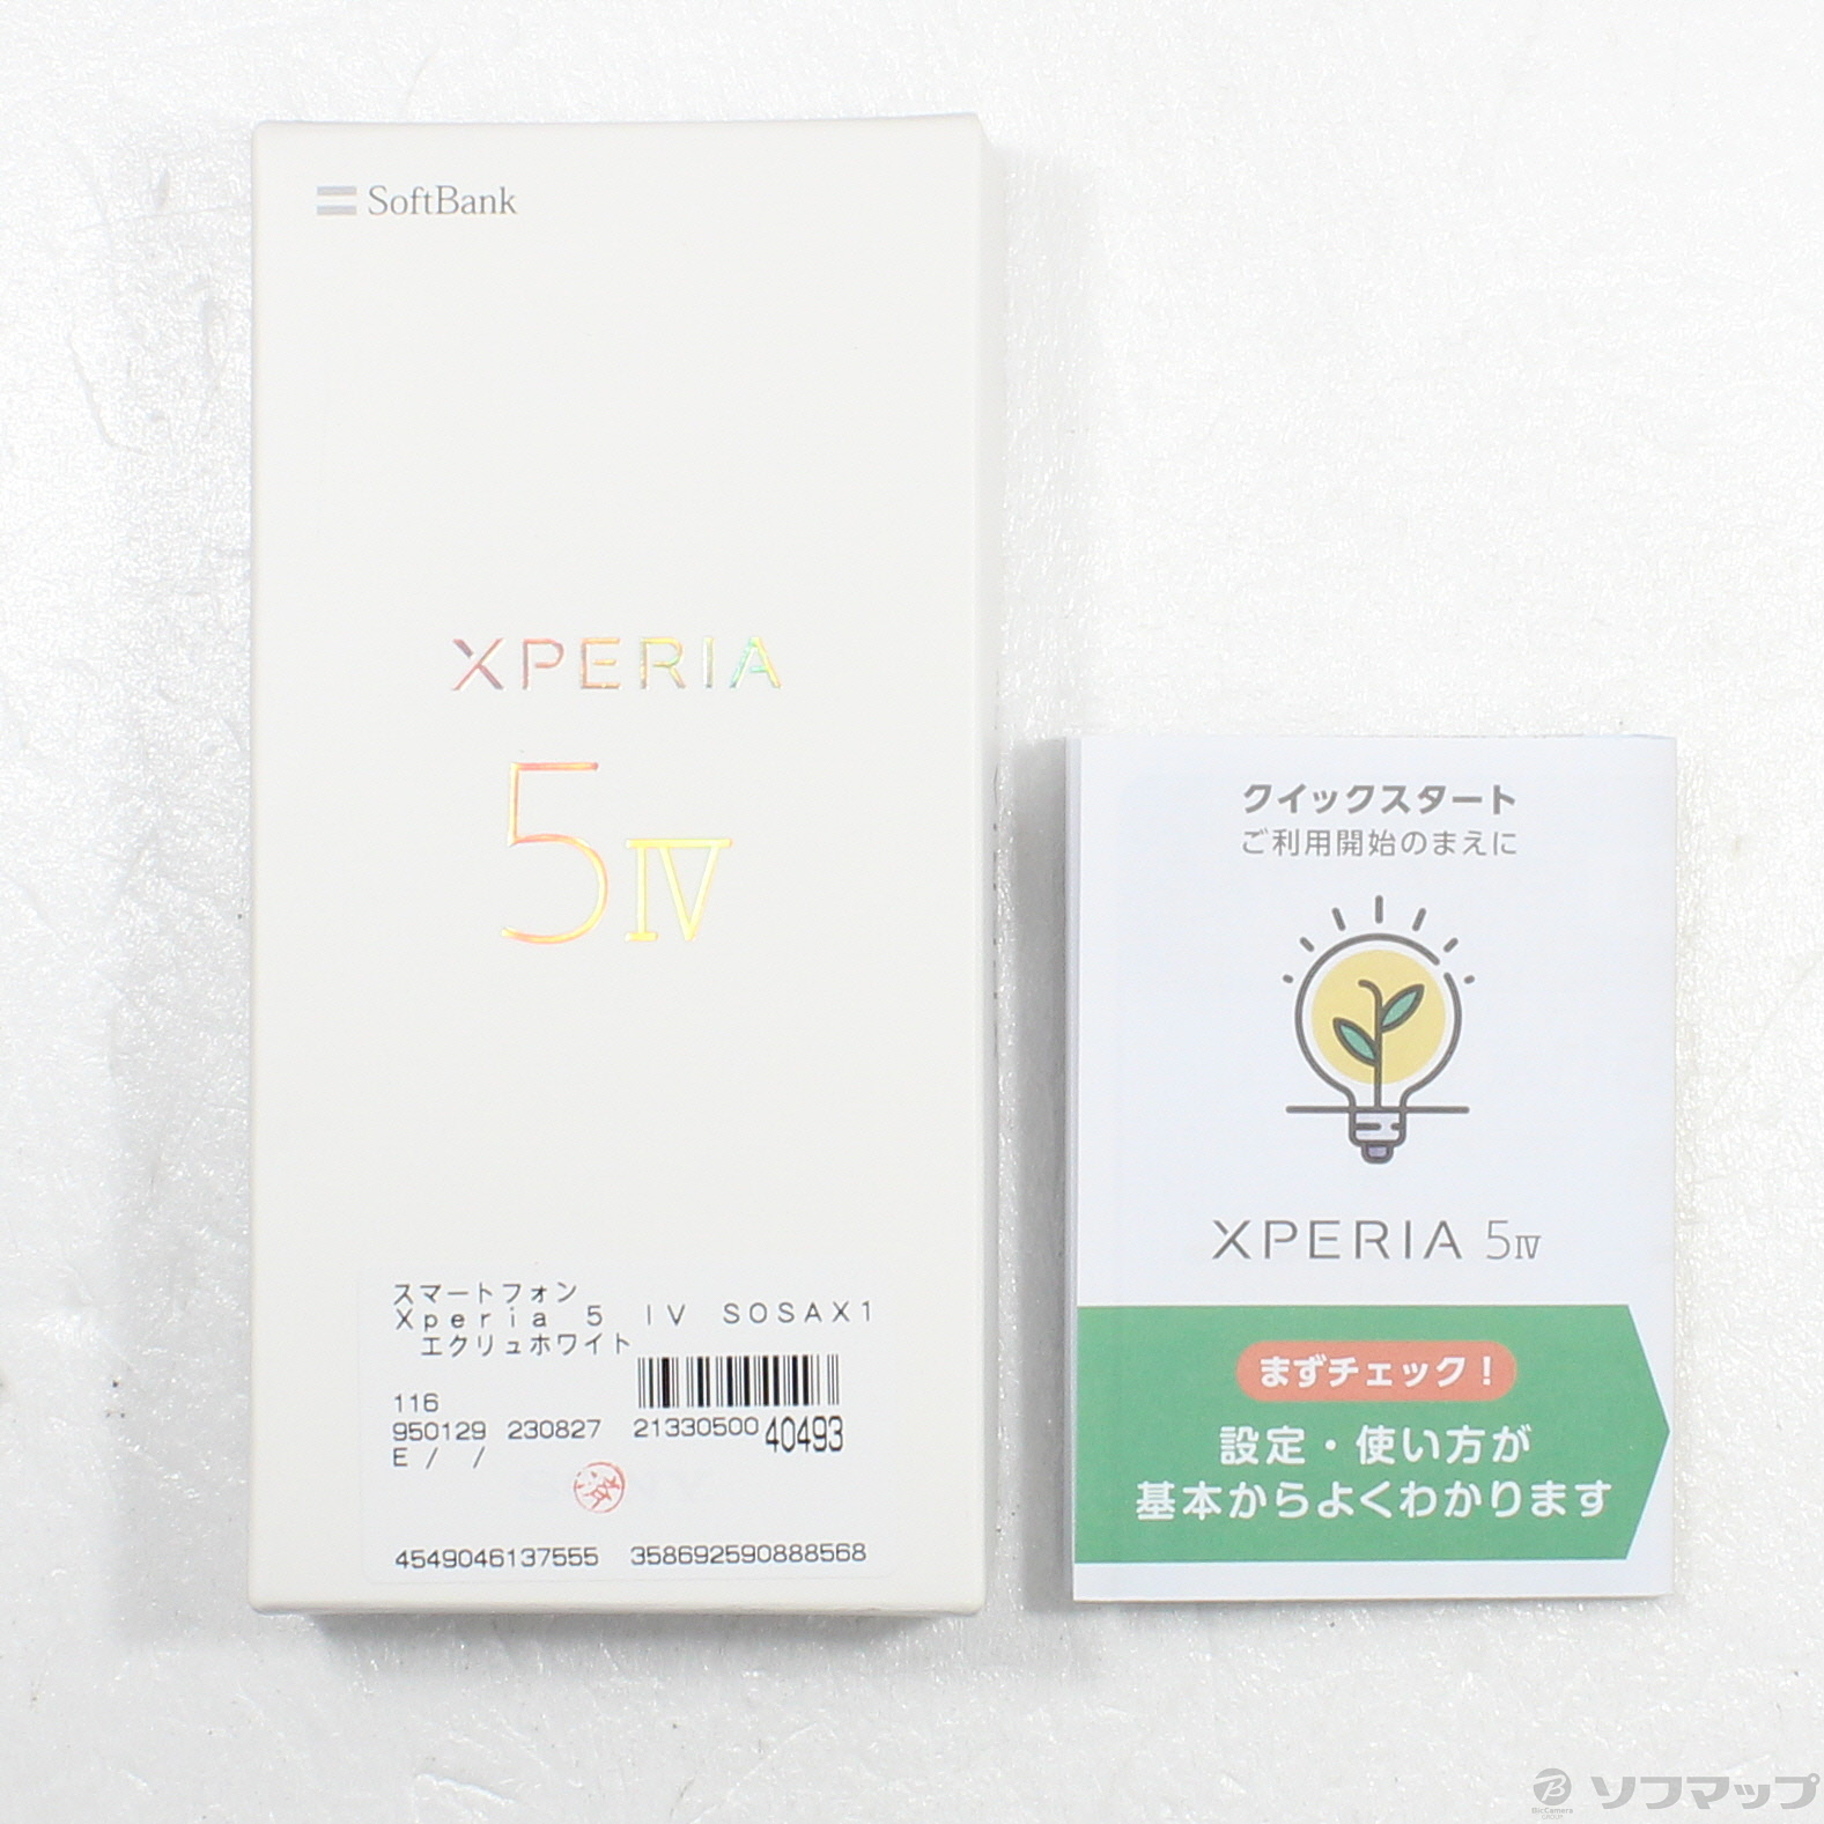 SoftBank
XPERIA
5IV
スマートフォン
Xperia 5 IV SOSAX1
エクリュホワイト
116
950129 230827 2133050040493
E / /
済
4549046137555 358692590888568
クイックスタート
ご利用開始のまえに
XPERIA 5IV
まずチェック!
設定・使い方が
基本からよくわかります
BicCamera
GROUP
ソフマップ